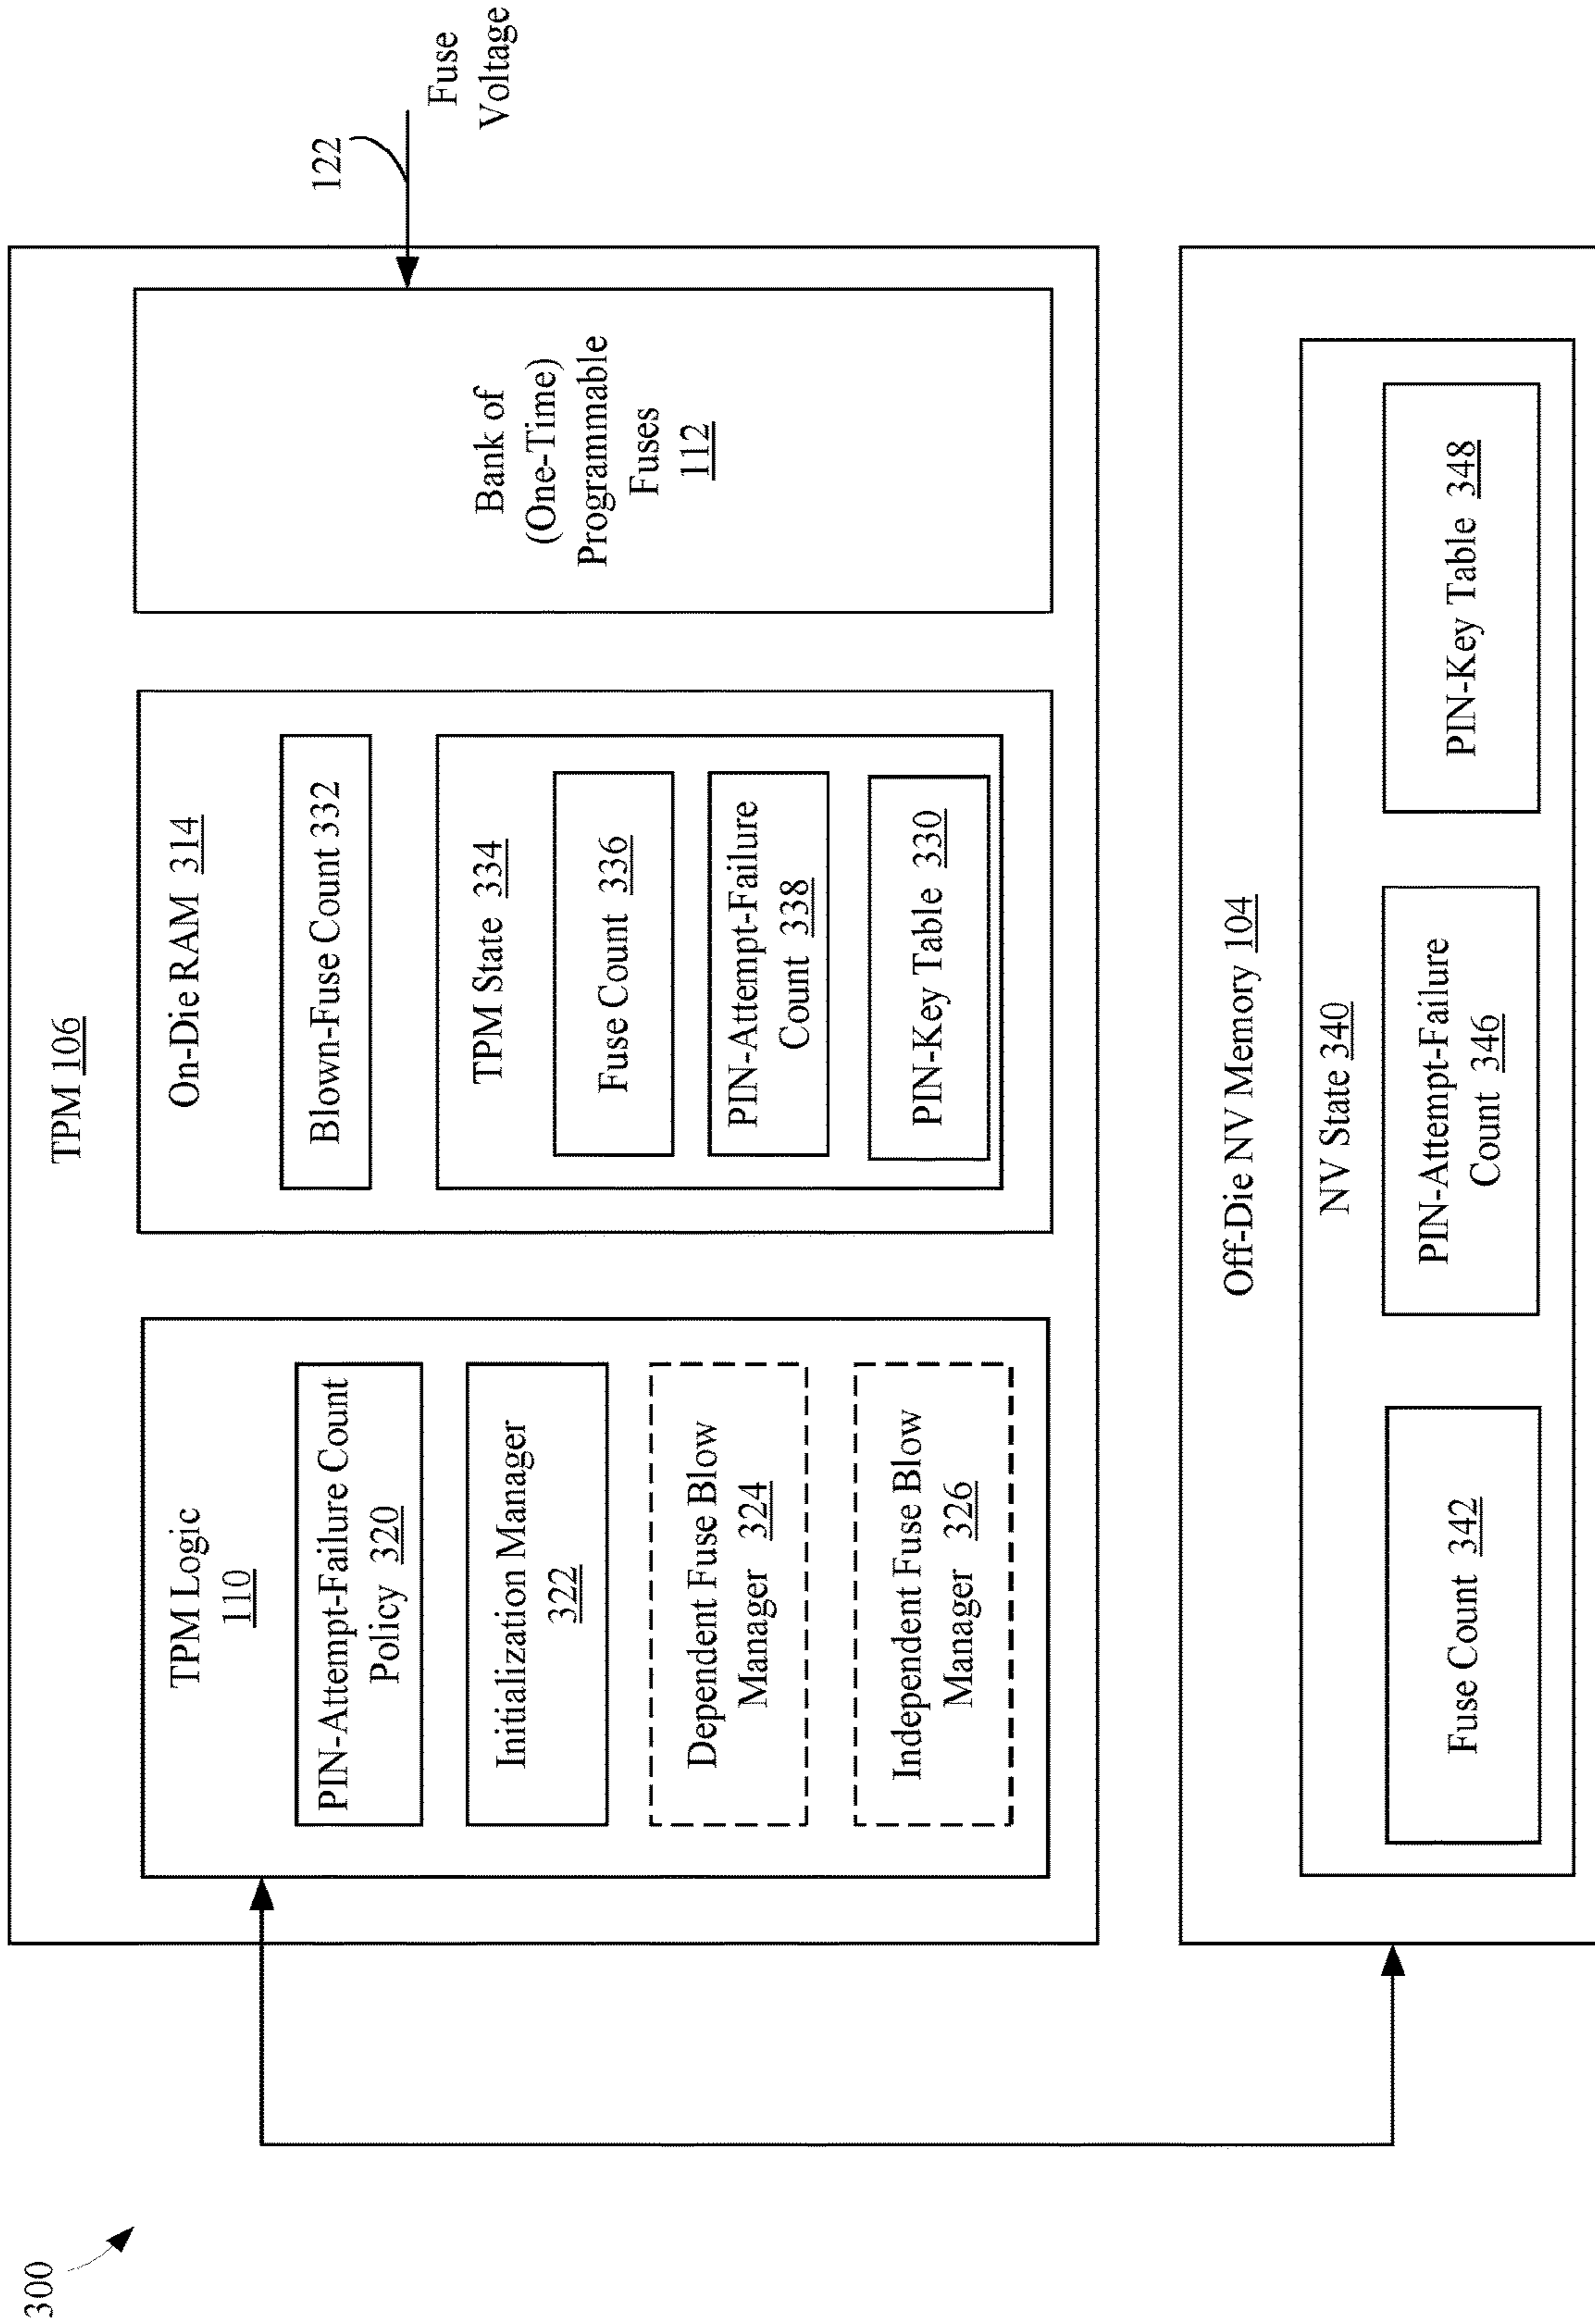 300
TPM 106
TPM Logic
110
PIN-Attempt-Failure Count
Policy 320
Initialization Manager
322
Dependent Fuse Blow
Manager 324
Independent Fuse Blow
Manager 326
On-Die RAM 314
Blown-Fuse Count 332
TPM State 334
Fuse Count 336
PIN-Attempt-Failure
Count 338
PIN-Key Table 330
Bank of
(One-Time)
Programmable
Fuses
112
122
Fuse
Voltage
Off-Die NV Memory 104
NV State 340
Fuse Count 342
PIN-Attempt-Failure
Count 346
PIN-Key Table 348